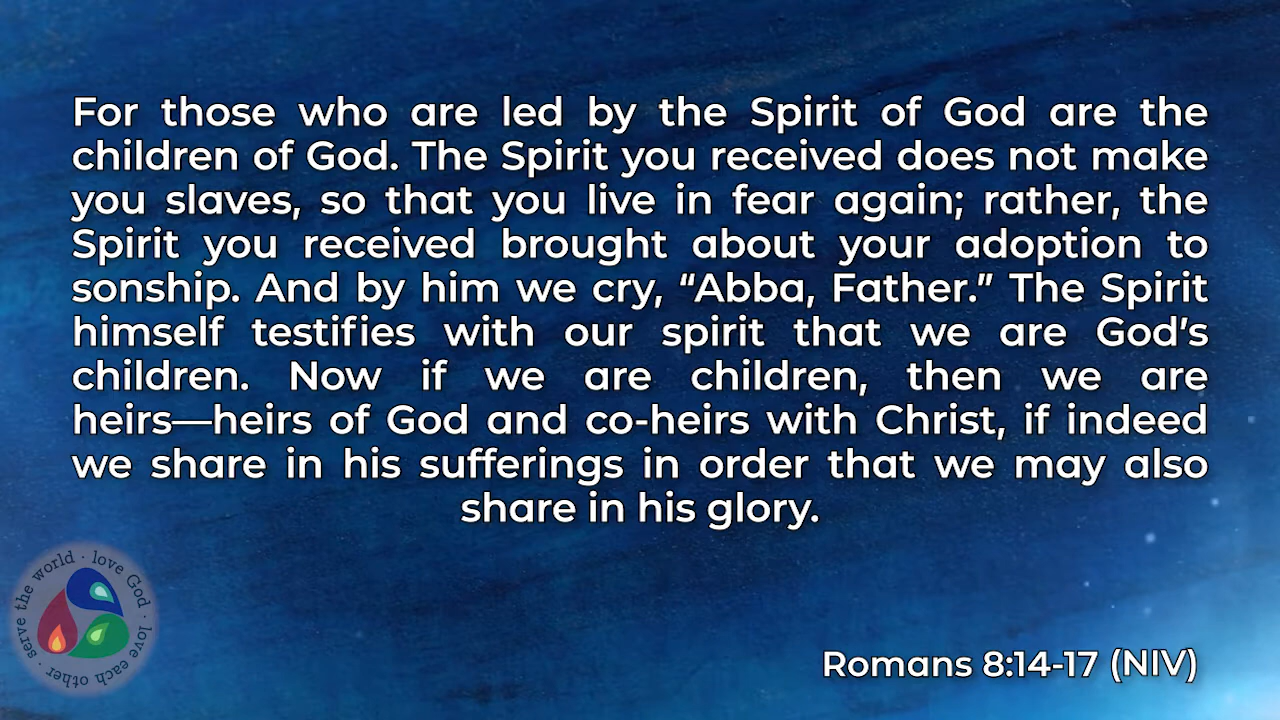 For those who are led by the Spirit of God are the
children of God. The Spirit you received does not make
you slaves, so that you live in fear again; rather, the
Spirit you received brought about your adoption to
sonship. And by him we cry, “Abba, Father.” The Spirit
himself testifies with our spirit that we are God’s
children. Now if we are children, then we are
heirs—heirs of God and co-heirs with Christ, if indeed
we share in his sufferings in order that we may also
share in his glory.
serve the world · love God · love each other ·
Romans 8:14-17 (NIV)